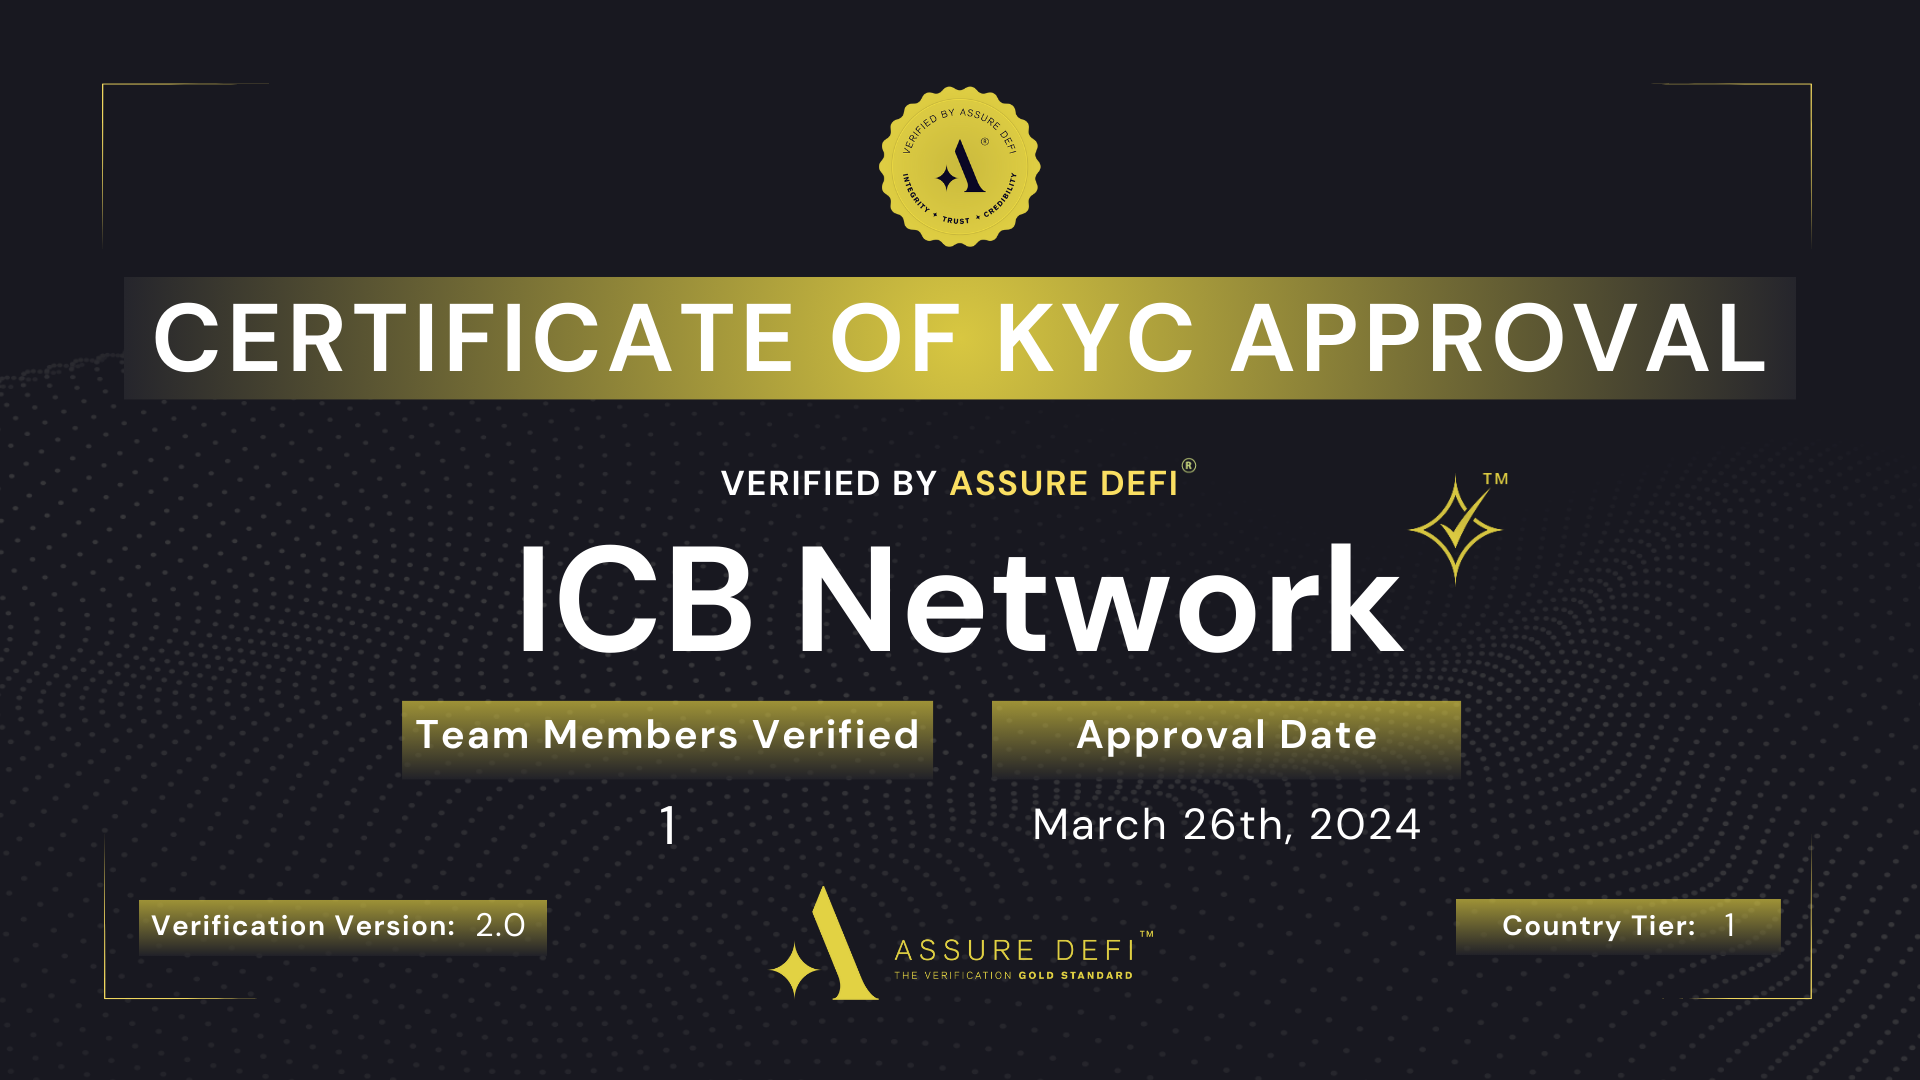 VERIFIED BY ASSURE DEFI
®
INTEGRITY ✦ TRUST ✦ CREDIBILITY
CERTIFICATE OF KYC APPROVAL
VERIFIED BY ASSURE DEFI®
TM
ICB Network
Team Members Verified
Approval Date
1
March 26th, 2024
Verification Version: 2.0
ASSURE DEFI™
THE VERIFICATION GOLD STANDARD
Country Tier: 1